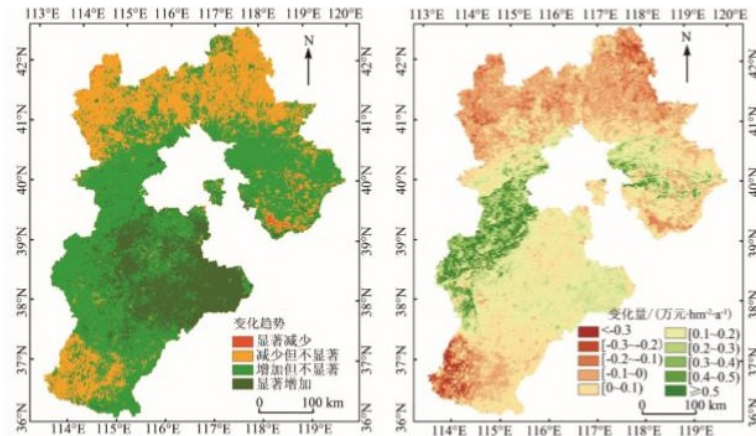 113°E 114°E 115°E 116°E 117°E 118°E 119°E 120°E
N
42°N
41°N
40°N
39°N
38°N
37°N
36°N
变化趋势
显著减少
减少但不显著
增加但不显著
显著增加
0 100 km
114°E 115°E 116°E 117°E 118°E 119°E
113°E 114°E 115°E 116°E 117°E 118°E 119°E 120°E
N
42°N
41°N
40°N
39°N
38°N
37°N
36°N
变化量/(万元·hm⁻²·a⁻¹)
<-0.3
[-0.3~-0.2)
[-0.2~-0.1)
[-0.1~0)
[0~0.1)
[0.1~0.2)
[0.2~0.3)
[0.3~0.4)
[0.4~0.5)
≥0.5
0 100 km
114°E 115°E 116°E 117°E 118°E 119°E